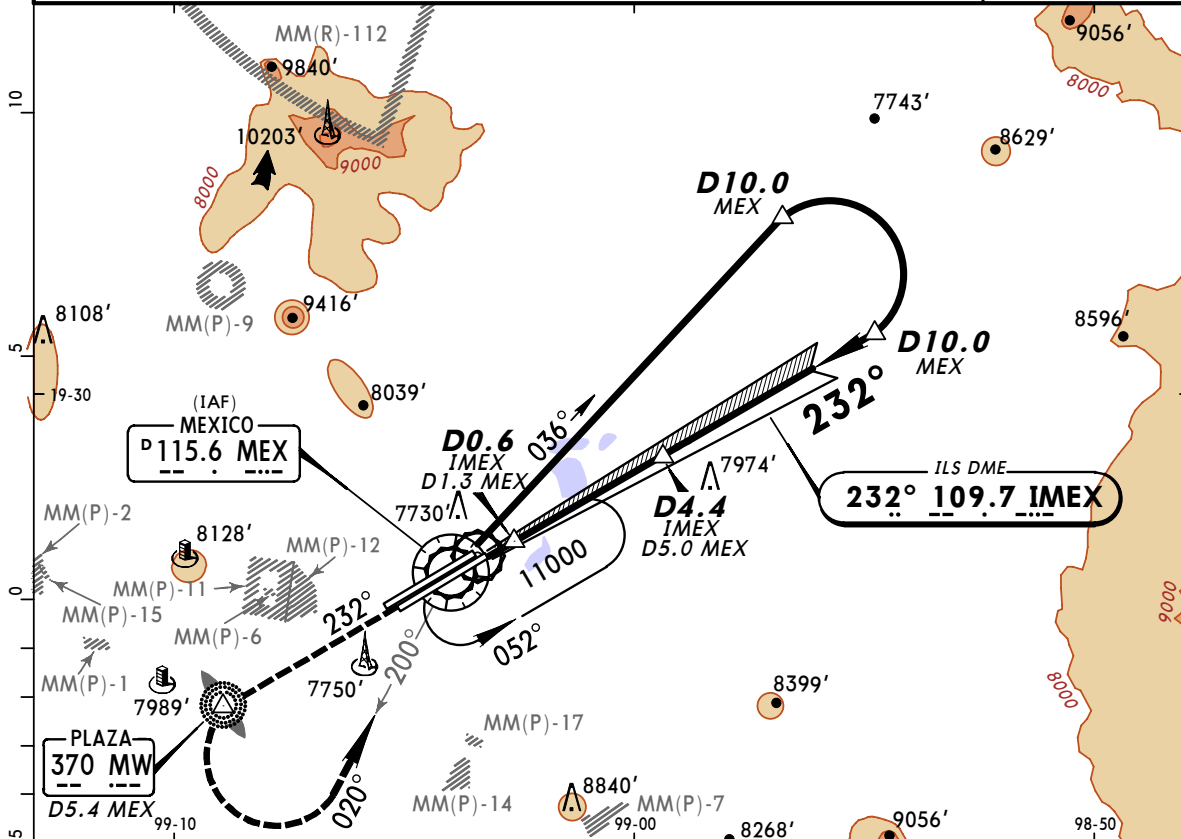 MM(R)-112
9056'
9840'
8000
10
7743'
10203'
8629'
9000
8000
D10.0
MEX
MM(P)-9
9416'
8108'
8596'
5
D10.0
MEX
19-30
8039'
232°
(IAF)
MEXICO
D 115.6 MEX
036°
D0.6
IMEX
D1.3 MEX
7974'
ILS DME
232° 109.7 IMEX
7730'
D4.4
IMEX
D5.0 MEX
MM(P)-2
8128'
MM(P)-12
11000
MM(P)-11
0
MM(P)-15
232°
9000
MM(P)-6
052°
200°
MM(P)-1
7989'
7750'
8000
8399'
PLAZA
370 MW
D5.4 MEX
MM(P)-17
020°
MM(P)-14
8840'
MM(P)-7
5
99-10
99-00
8268'
9056'
98-50